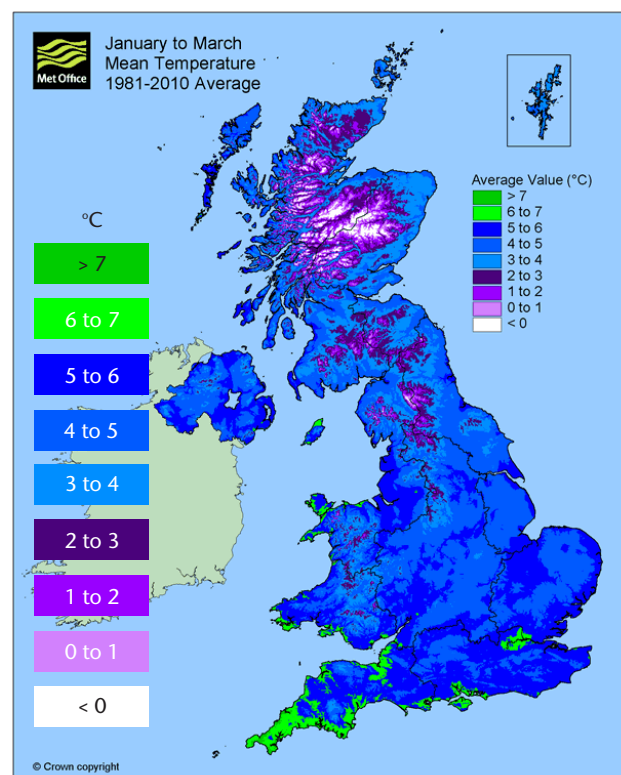 Met Office
January to March
Mean Temperature
1981-2010 Average
Average Value (°C)
> 7
6 to 7
5 to 6
4 to 5
3 to 4
2 to 3
1 to 2
0 to 1
< 0
°C
> 7
6 to 7
5 to 6
4 to 5
3 to 4
2 to 3
1 to 2
0 to 1
< 0
© Crown copyright